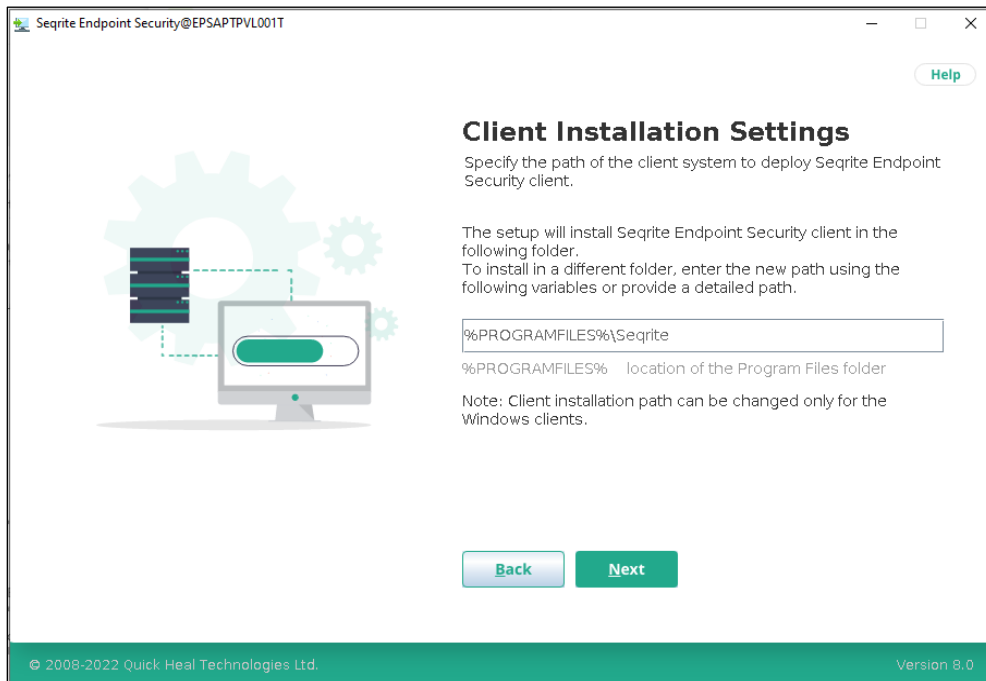 Seqrite Endpoint Security@EPSAPTPVL001T
Help
Client Installation Settings
Specify the path of the client system to deploy Seqrite Endpoint
Security client.
The setup will install Seqrite Endpoint Security client in the
following folder.
To install in a different folder, enter the new path using the
following variables or provide a detailed path.
%PROGRAMFILES%\Seqrite
%PROGRAMFILES% location of the Program Files folder
Note: Client installation path can be changed only for the
Windows clients.
Back Next
© 2008-2022 Quick Heal Technologies Ltd. Version 8.0